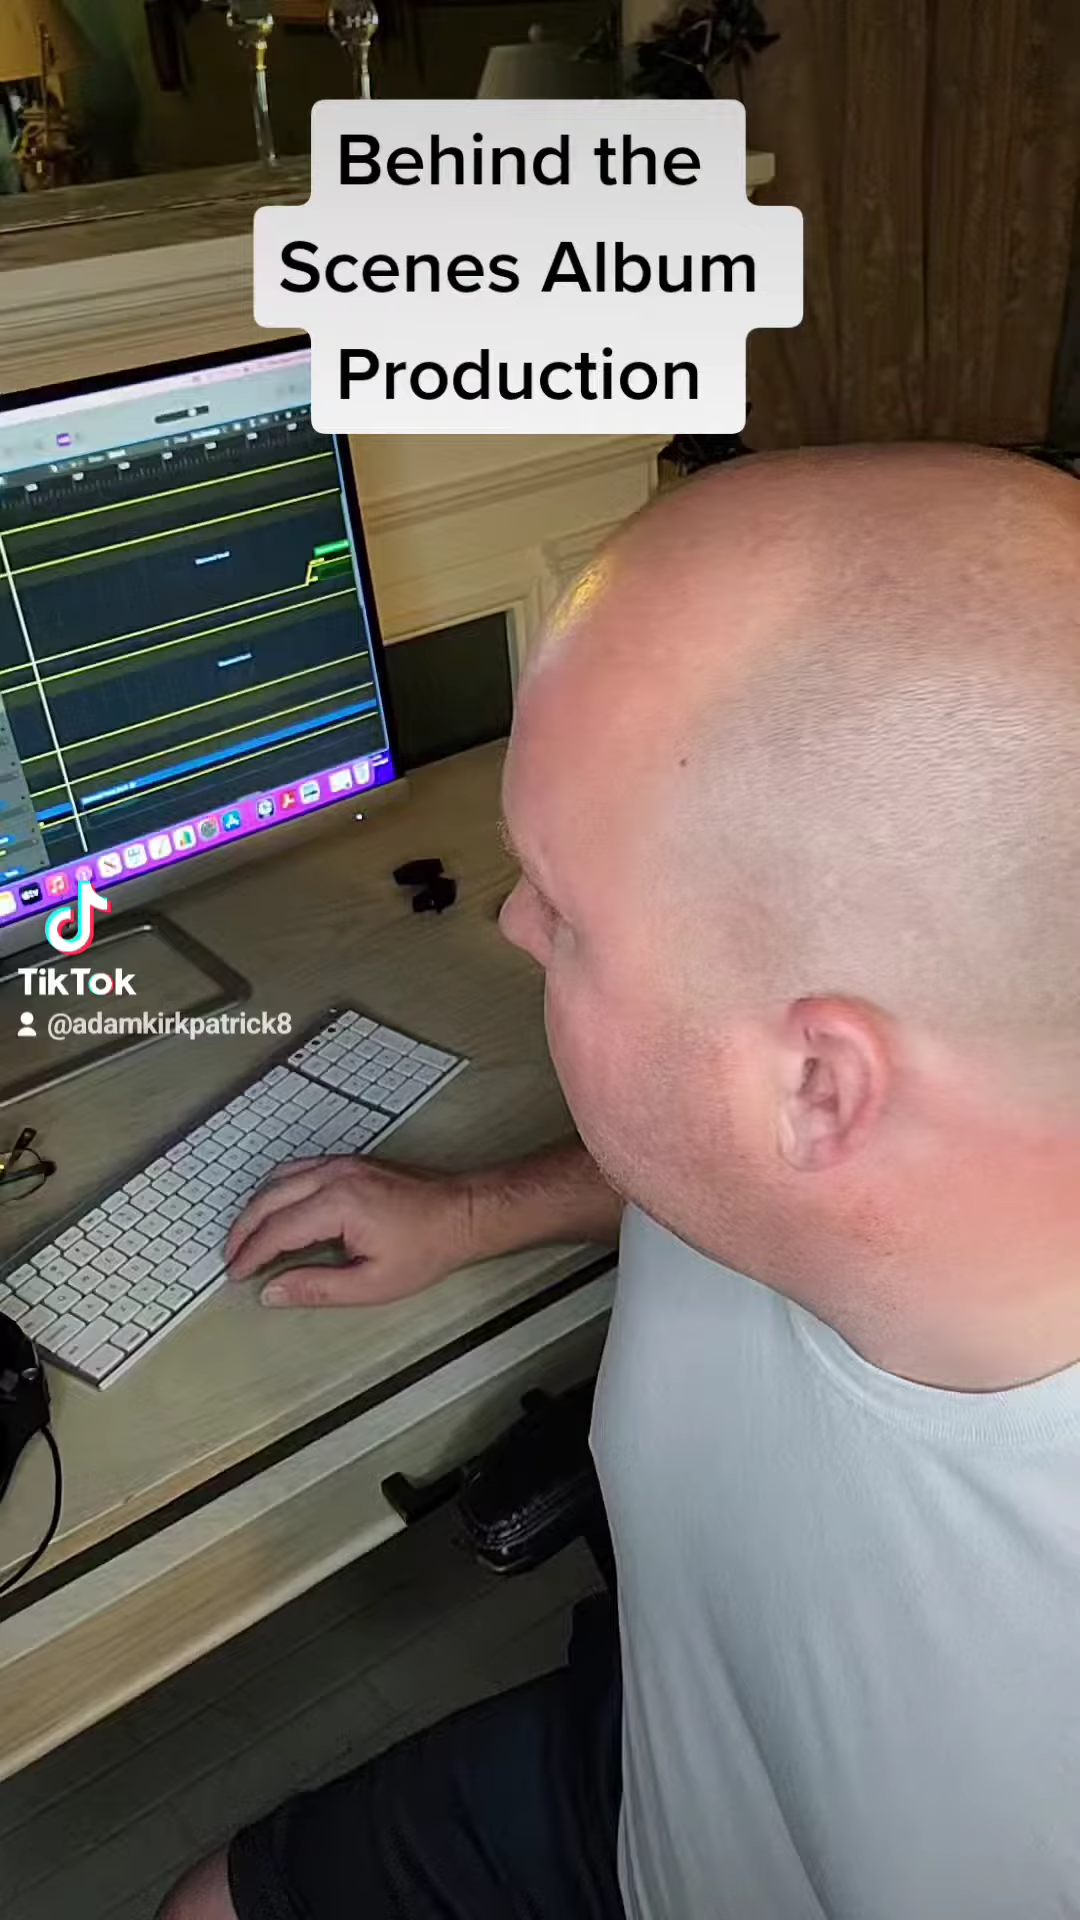 Behind the
Scenes Album
Production
TikTok
@adamkirkpatrick8